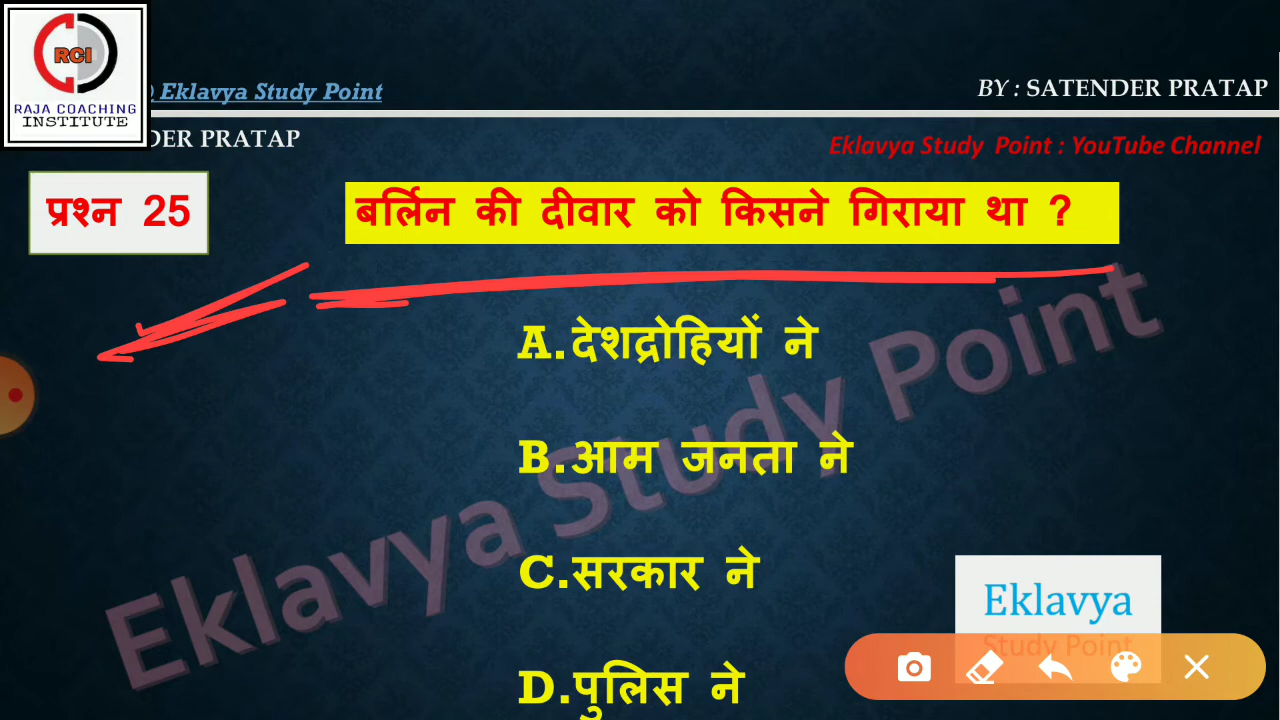 RCI
RAJA COACHING
INSTITUTE
Eklavya Study Point
BY : SATENDER PRATAP
DER PRATAP
Eklavya Study Point : YouTube Channel
प्रश्न 25
बर्लिन की दीवार को किसने गिराया था ?
A.देशद्रोहियों ने
B.आम जनता ने
C.सरकार ने
D.पुलिस ने
Eklavya Study Point
Eklavya
Study Point